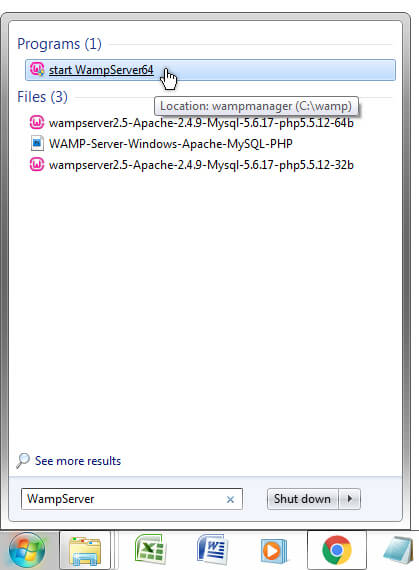 Programs (1)
start WampServer64
Location: wampmanager (C:\wamp)
Files (3)
wampserver2.5-Apache-2.4.9-Mysql-5.6.17-php5.5.12-64b
WAMP-Server-Windows-Apache-MySQL-PHP
wampserver2.5-Apache-2.4.9-Mysql-5.6.17-php5.5.12-32b
See more results
WampServer
Shut down